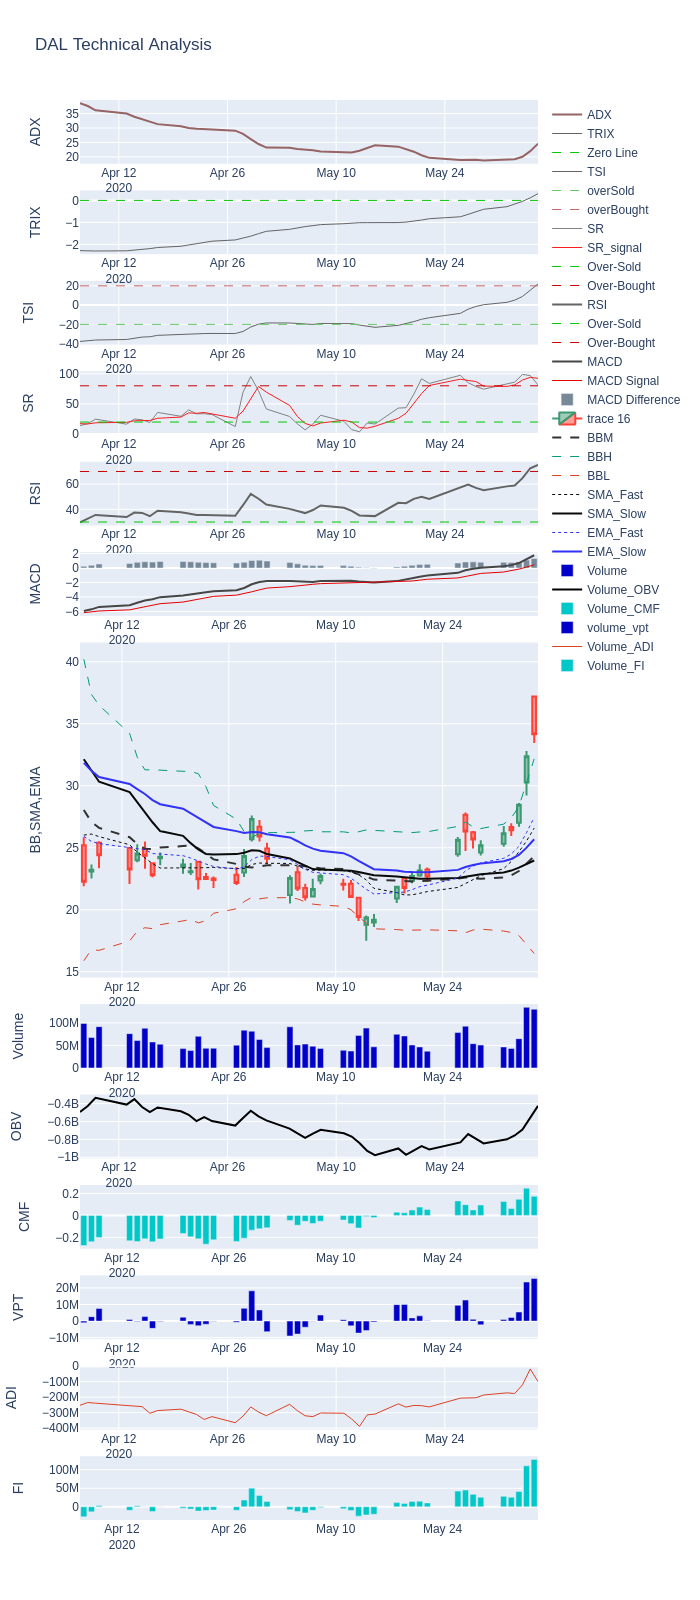 DAL Technical Analysis
ADX
35
30
25
20
Apr 12
2020
Apr 26
May 10
May 24
TRIX
0
−1
−2
Apr 12
2020
Apr 26
May 10
May 24
TSI
20
0
−20
−40
Apr 12
2020
Apr 26
May 10
May 24
SR
100
50
0
Apr 12
2020
Apr 26
May 10
May 24
RSI
60
40
Apr 12
2020
Apr 26
May 10
May 24
MACD
2
0
−2
−4
−6
Apr 12
2020
Apr 26
May 10
May 24
BB,SMA,EMA
40
35
30
25
20
15
Apr 12
2020
Apr 26
May 10
May 24
Volume
100M
50M
0
Apr 12
2020
Apr 26
May 10
May 24
OBV
−0.4B
−0.6B
−0.8B
−1B
Apr 12
2020
Apr 26
May 10
May 24
CMF
0.2
0
−0.2
Apr 12
2020
Apr 26
May 10
May 24
VPT
20M
10M
0
−10M
Apr 12
2020
Apr 26
May 10
May 24
ADI
0
−100M
−200M
−300M
−400M
Apr 12
2020
Apr 26
May 10
May 24
FI
100M
50M
0
Apr 12
2020
Apr 26
May 10
May 24
ADX
TRIX
Zero Line
TSI
overSold
overBought
SR
SR_signal
Over-Sold
Over-Bought
RSI
Over-Sold
Over-Bought
MACD
MACD Signal
MACD Difference
trace 16
BBM
BBH
BBL
SMA_Fast
SMA_Slow
EMA_Fast
EMA_Slow
Volume
Volume_OBV
Volume_CMF
volume_vpt
Volume_ADI
Volume_FI